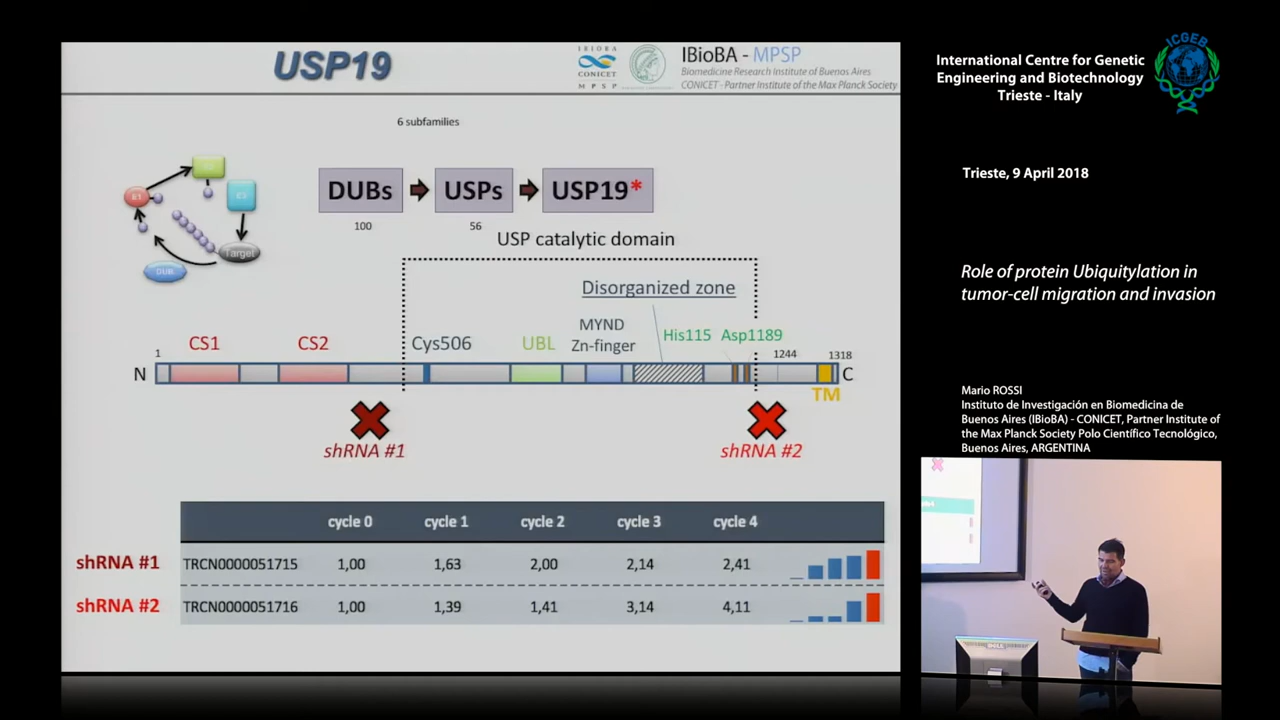 USP19
IBIOBA
CONICET
M P S P
IBioBA - MPSP
Biomedicine Research Institute of Buenos Aires
CONICET - Partner Institute of the Max Planck Society
6 subfamilies
E1
Target
DUB
DUBs
USPs
USP19*
100
56
USP catalytic domain
Disorganized zone
MYND
Zn-finger
His115
Asp1189
CS1
CS2
Cys506
UBL
1
1244
1318
N
C
TM
shRNA #1
shRNA #2
cycle 0 cycle 1 cycle 2 cycle 3 cycle 4
shRNA #1 TRCN0000051715 1,00 1,63 2,00 2,14 2,41
shRNA #2 TRCN0000051716 1,00 1,39 1,41 3,14 4,11
International Centre for Genetic
Engineering and Biotechnology
Trieste - Italy
ICGEB
Trieste, 9 April 2018
Role of protein Ubiquitylation in
tumor-cell migration and invasion
Mario ROSSI
Instituto de Investigación en Biomedicina de
Buenos Aires (IBioBA) - CONICET, Partner Institute of
the Max Planck Society Polo Científico Tecnológico,
Buenos Aires, ARGENTINA